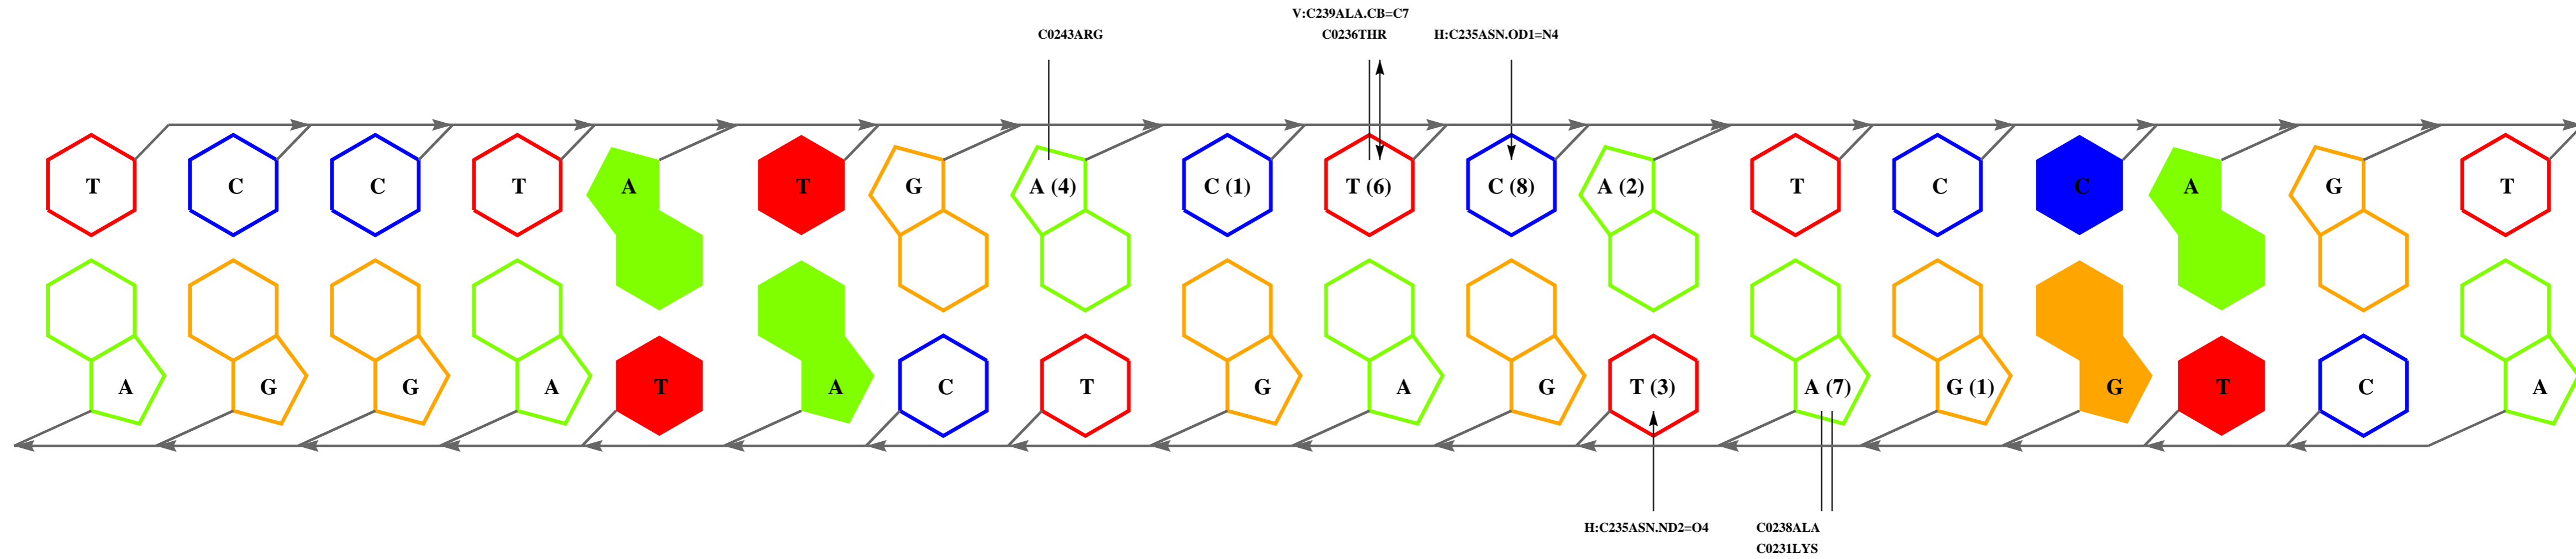 V:C239ALA.CB=C7
C0243ARG C0236THR H:C235ASN.OD1=N4
T C C T A T G A (4) C (1) T (6) C (8) A (2) T C C A G T
A G G A T A C T G A G T (3) A (7) G (1) G T C A
H:C235ASN.ND2=O4 C0238ALA
C0231LYS